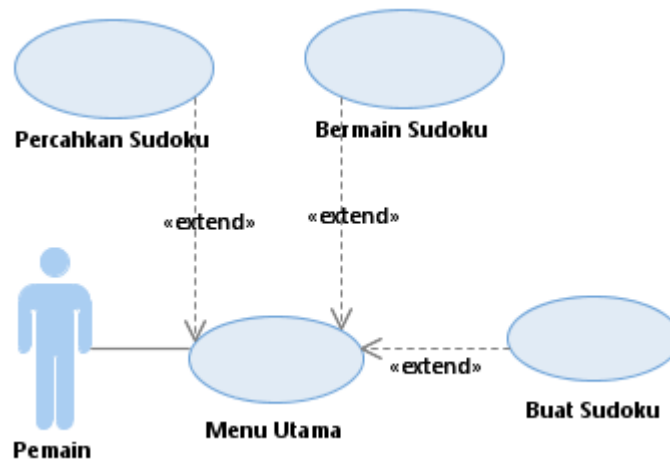 Percahkan Sudoku
Bermain Sudoku
«extend»
«extend»
«extend»
Pemain
Menu Utama
Buat Sudoku